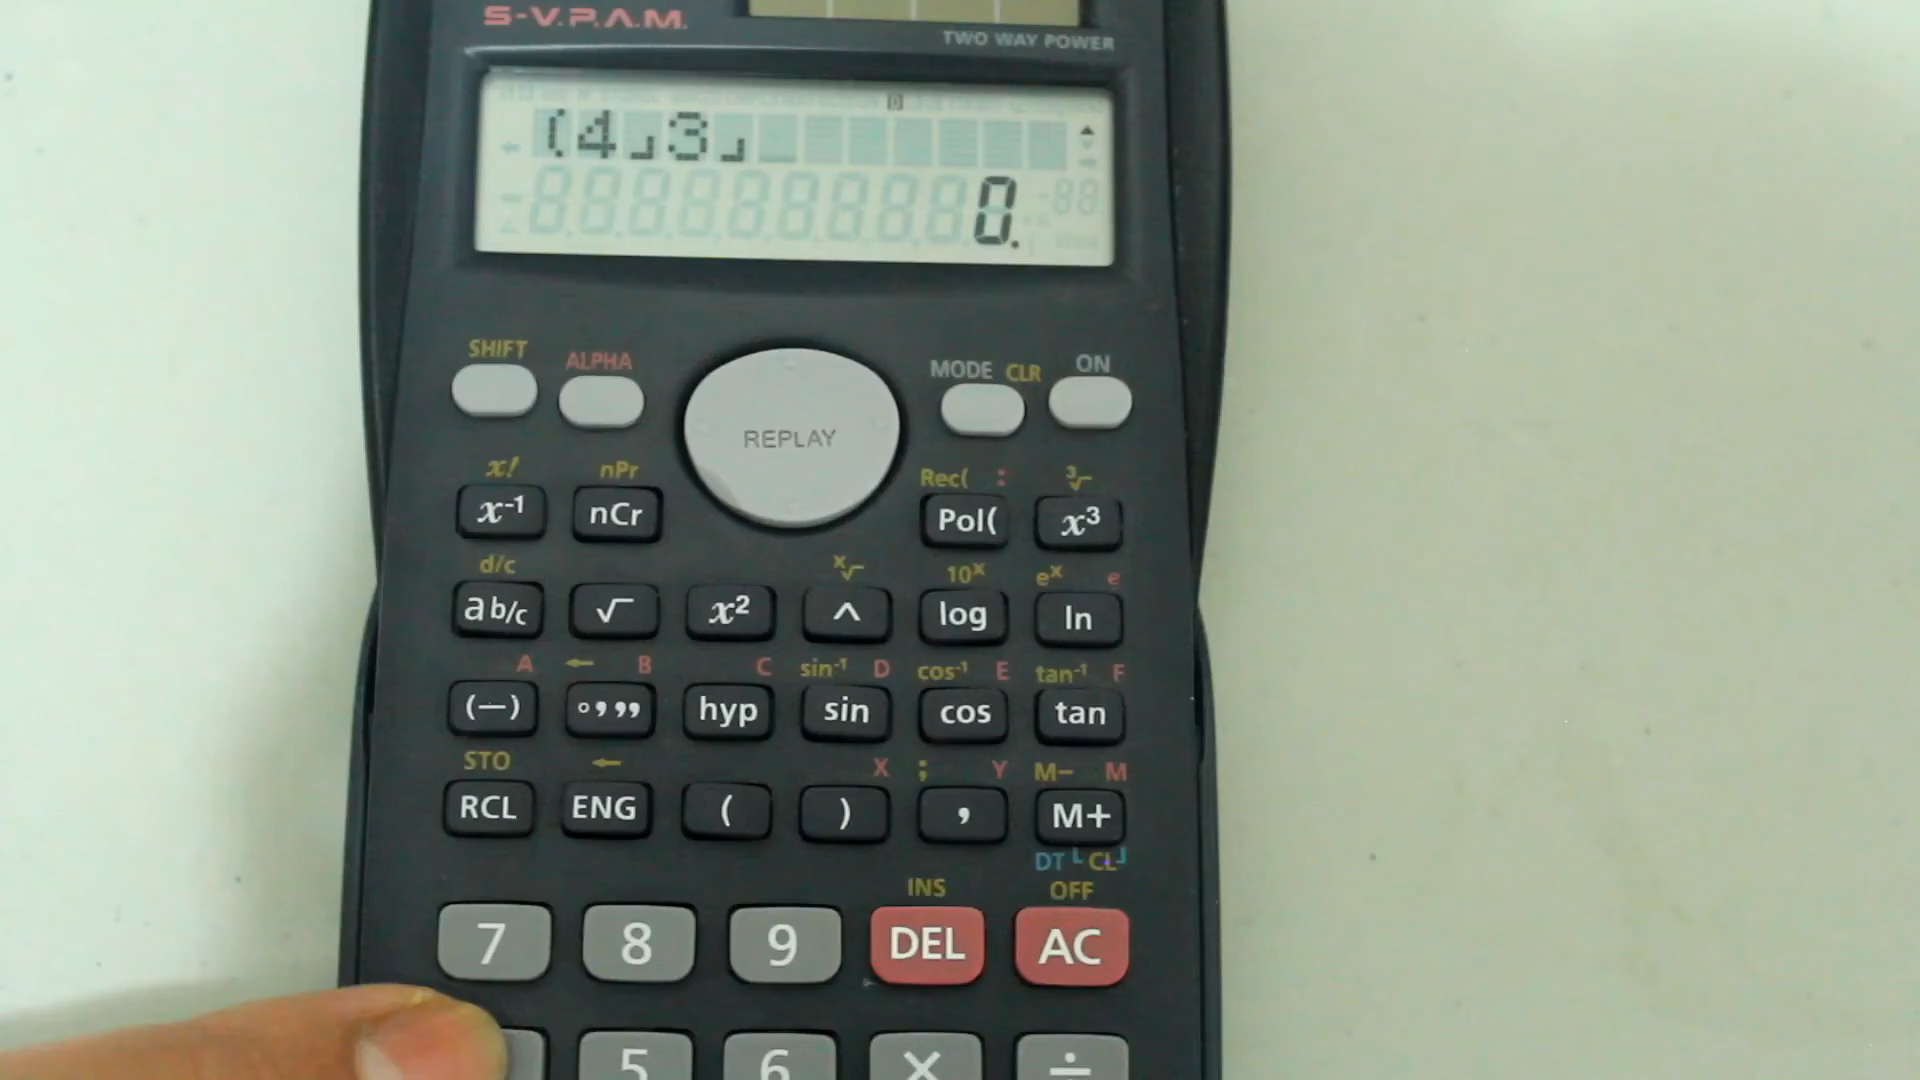 S-V.P.A.M.
TWO WAY POWER
D
(4⌟3⌟
0.
SHIFT ALPHA MODE CLR ON
REPLAY
x! nPr Rec( : ³√
x⁻¹ nCr Pol( x³
d/c ˣ√ 10ˣ eˣ e
a b/c √ x² ^ log ln
A ← B C sin⁻¹ D cos⁻¹ E tan⁻¹ F
(−) ° ’ ” hyp sin cos tan
STO ← X ; Y M− M
RCL ENG ( ) , M+
DT CL
INS OFF
7 8 9 DEL AC
5 6 × ÷